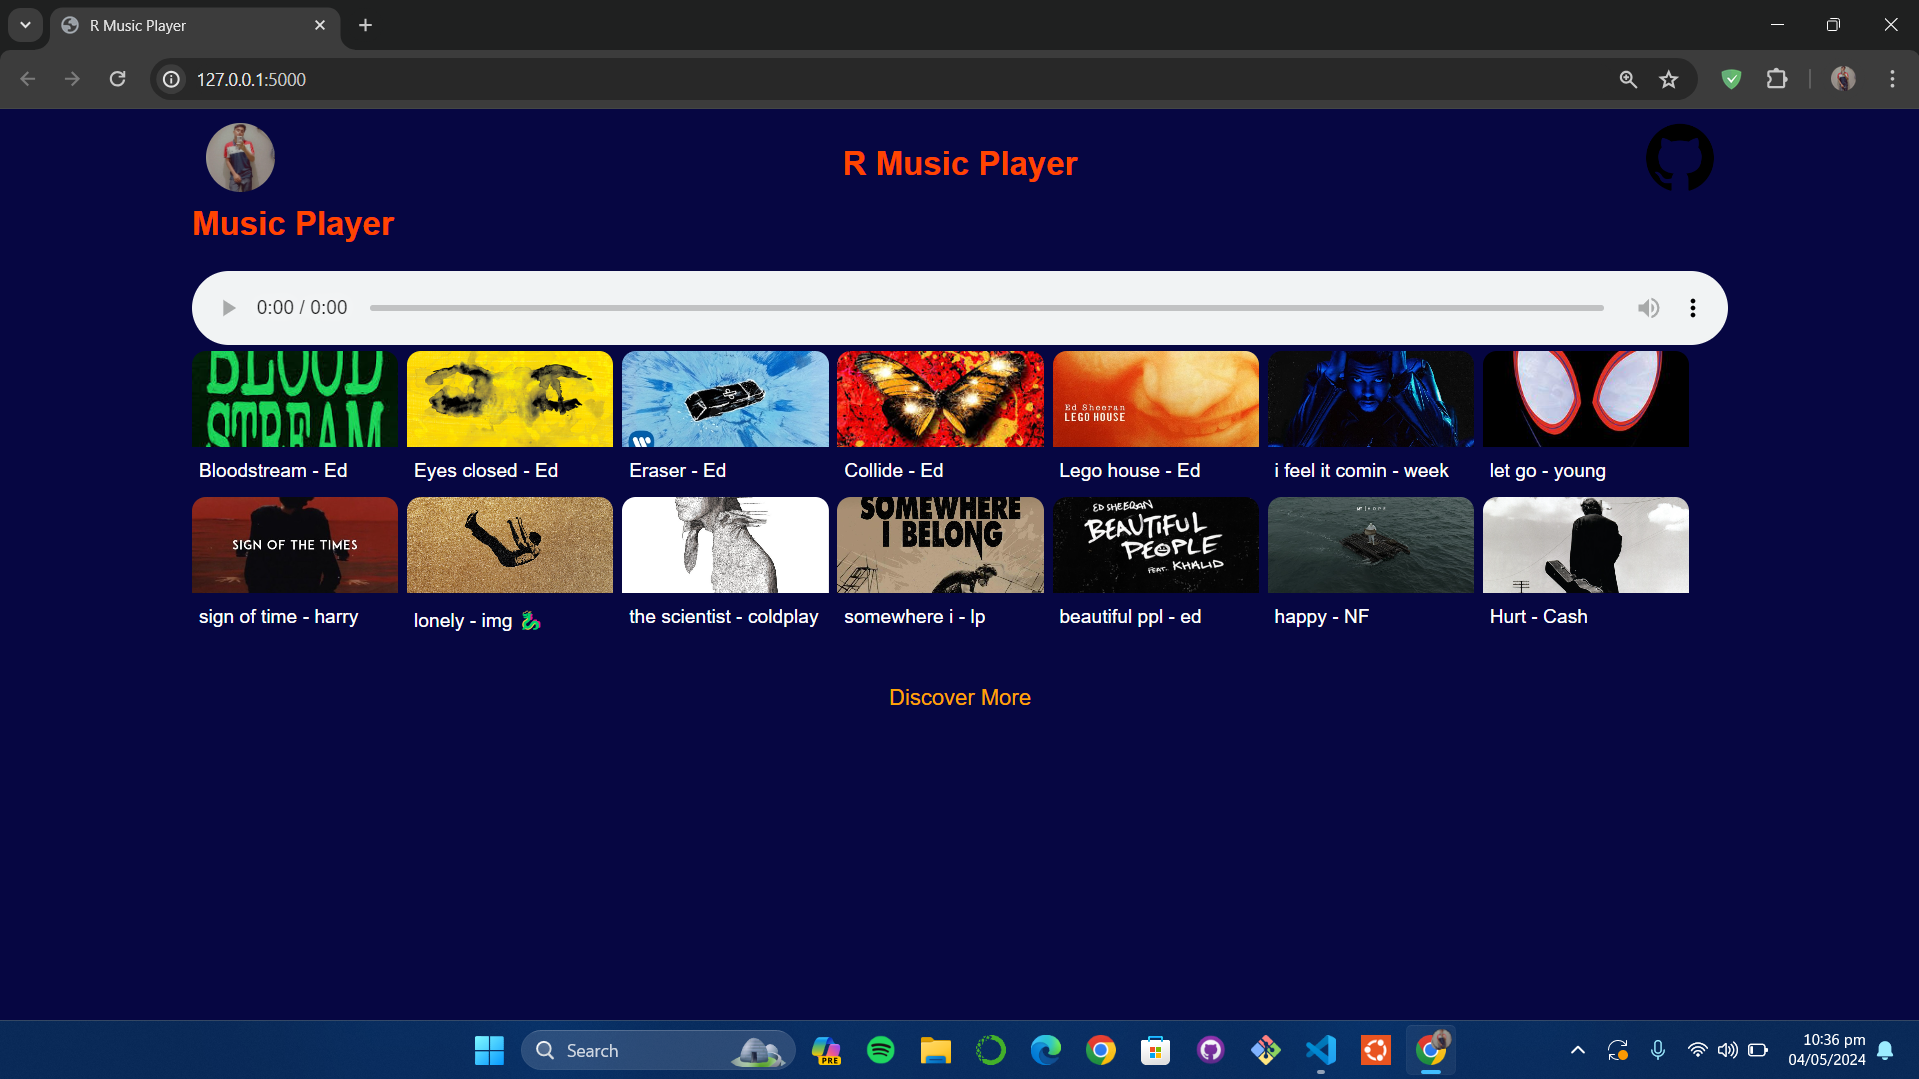 R Music Player
127.0.0.1:5000
R Music Player
Music Player
0:00 / 0:00
BLOOD
STREAM
Ed Sheeran
LEGO HOUSE
Bloodstream - Ed
Eyes closed - Ed
Eraser - Ed
Collide - Ed
Lego house - Ed
i feel it comin - week
let go - young
SIGN OF THE TIMES
SOMEWHERE
I BELONG
ED SHEERAN
BEAUTIFUL
PEOPLE
FEAT. KHALID
sign of time - harry
lonely - img 🐉
the scientist - coldplay
somewhere i - lp
beautiful ppl - ed
happy - NF
Hurt - Cash
Discover More
Search
PRE
10:36 pm
04/05/2024